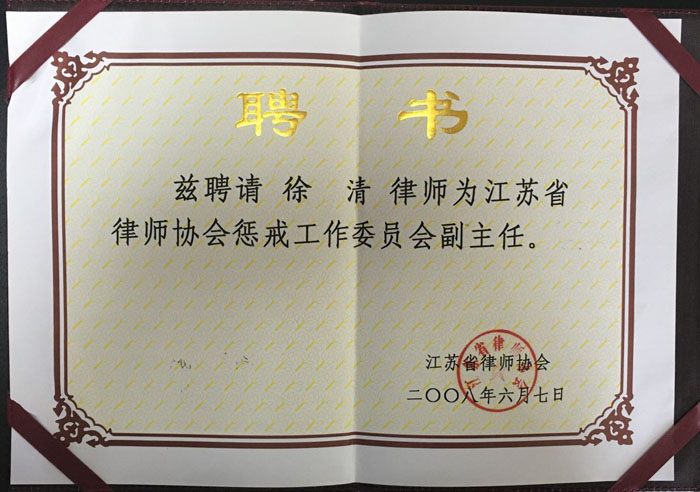 聘 书
兹聘请 徐 清 律师为江苏省
律师协会惩戒工作委员会副主任。
江苏省律师协会
二〇〇八年六月七日